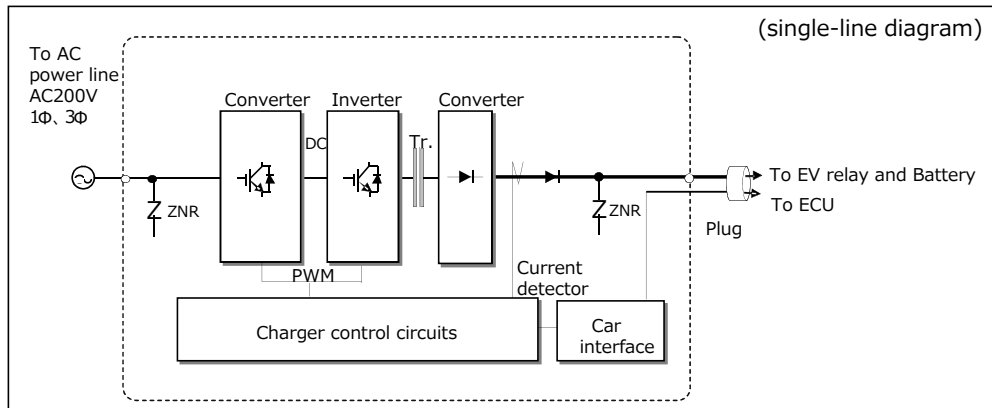 (single-line diagram)
To AC
power line
AC200V
1Φ、3Φ
Converter
Inverter
Converter
DC
Tr.
ZNR
ZNR
To EV relay and Battery
To ECU
Plug
PWM
Current
detector
Charger control circuits
Car
interface